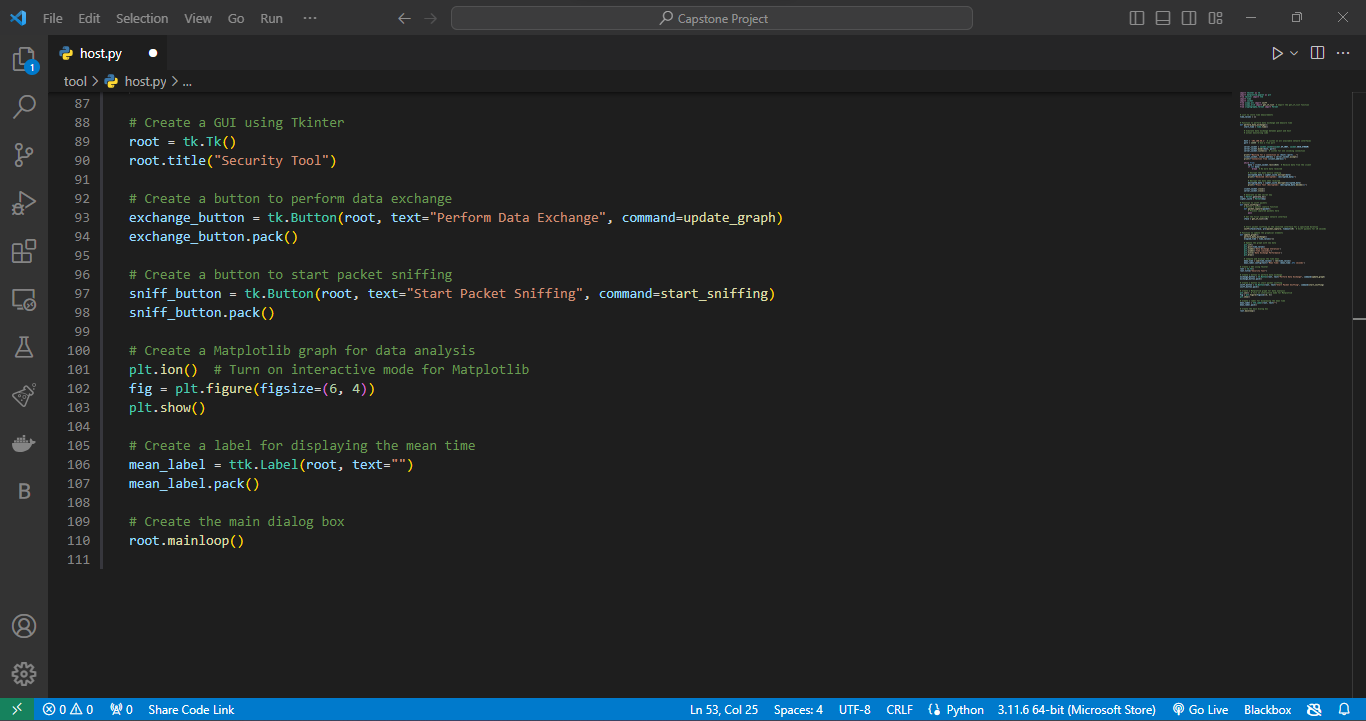 File Edit Selection View Go Run ··· Capstone Project
host.py
tool > host.py > ...
1
87
88 # Create a GUI using Tkinter
89 root = tk.Tk()
90 root.title("Security Tool")
91
92 # Create a button to perform data exchange
93 exchange_button = tk.Button(root, text="Perform Data Exchange", command=update_graph)
94 exchange_button.pack()
95
96 # Create a button to start packet sniffing
97 sniff_button = tk.Button(root, text="Start Packet Sniffing", command=start_sniffing)
98 sniff_button.pack()
99
100 # Create a Matplotlib graph for data analysis
101 plt.ion()  # Turn on interactive mode for Matplotlib
102 fig = plt.figure(figsize=(6, 4))
103 plt.show()
104
105 # Create a label for displaying the mean time
106 mean_label = ttk.Label(root, text="")
107 mean_label.pack()
108
109 # Create the main dialog box
110 root.mainloop()
111
B
0 0 0 Share Code Link Ln 53, Col 25 Spaces: 4 UTF-8 CRLF Python 3.11.6 64-bit (Microsoft Store) Go Live Blackbox